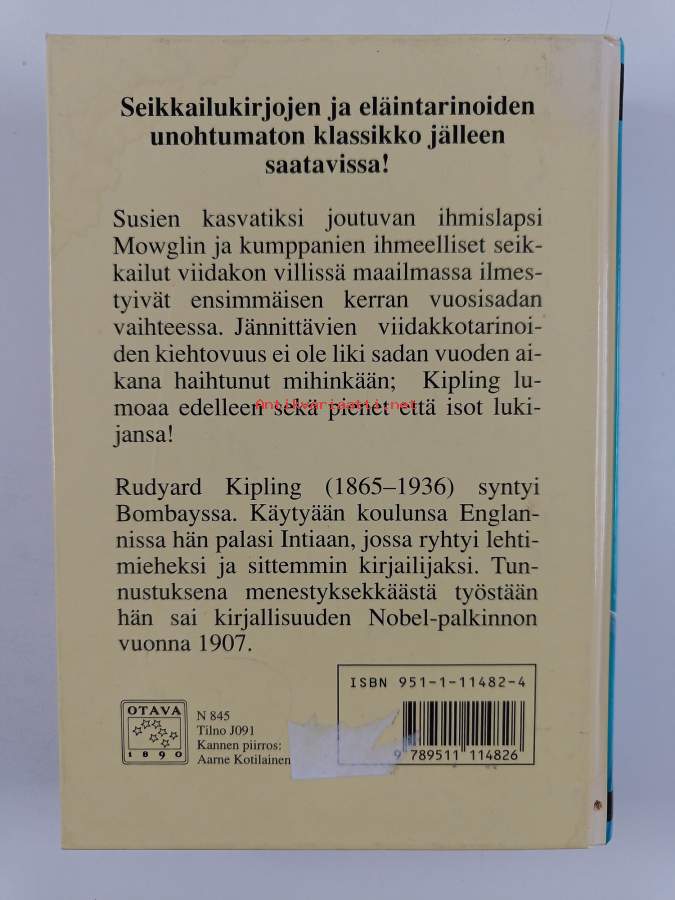 Seikkailukirjojen ja eläintarinoiden
unohtumaton klassikko jälleen
saatavissa!
Susien kasvatiksi joutuvan ihmislapsi
Mowglin ja kumppanien ihmeelliset seik-
kailut viidakon villissä maailmassa ilmes-
tyivät ensimmäisen kerran vuosisadan
vaihteessa. Jännittävien viidakkotarinoi-
den kiehtovuus ei ole liki sadan vuoden ai-
kana haihtunut mihinkään; Kipling lu-
moaa edelleen sekä pienet että isot luki-
jansa!
Antikvariaatti.net
Rudyard Kipling (1865–1936) syntyi
Bombayssa. Käytyään koulunsa Englan-
nissa hän palasi Intiaan, jossa ryhtyi lehti-
mieheksi ja sittemmin kirjailijaksi. Tun-
nustuksena menestyksekkäästä työstään
hän sai kirjallisuuden Nobel-palkinnon
vuonna 1907.
OTAVA
1890
N 845
Tilno J091
Kannen piirros:
Aarne Kotilainen
ISBN 951-1-11482-4
9 789511 114826